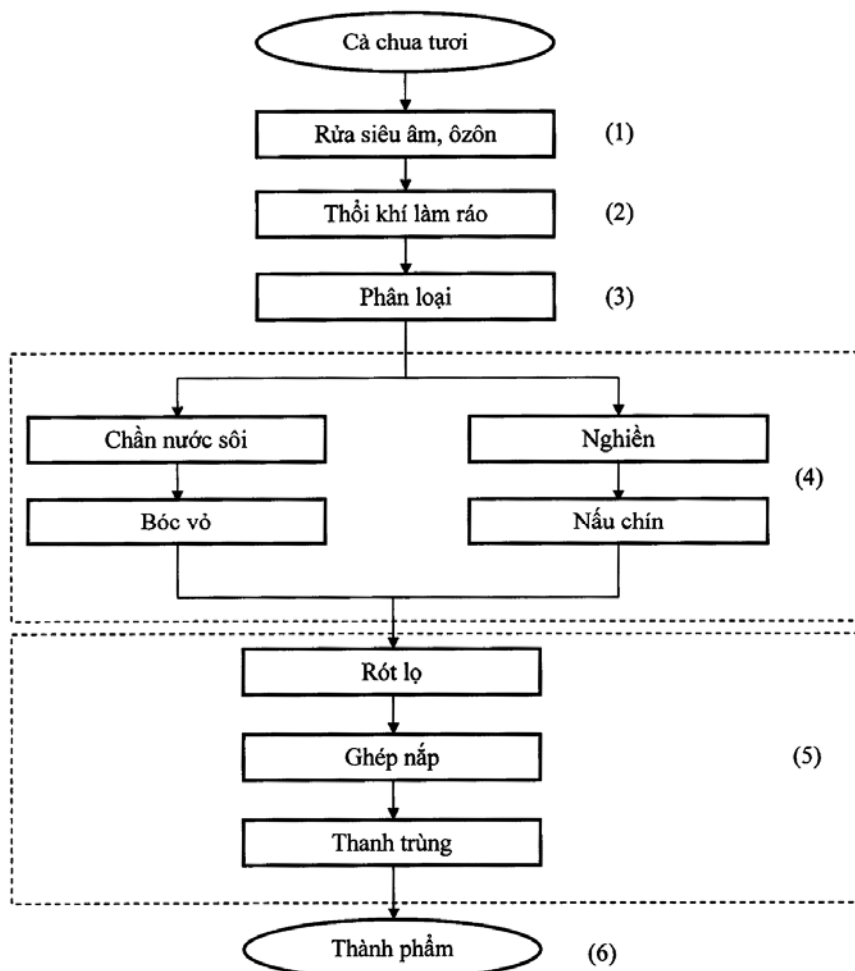 Cà chua tươi
Rửa siêu âm, ôzôn (1)
Thổi khí làm ráo (2)
Phân loại (3)
Chần nước sôi
Nghiền
(4)
Bóc vỏ
Nấu chín
Rót lọ
Ghép nắp
(5)
Thanh trùng
Thành phẩm (6)